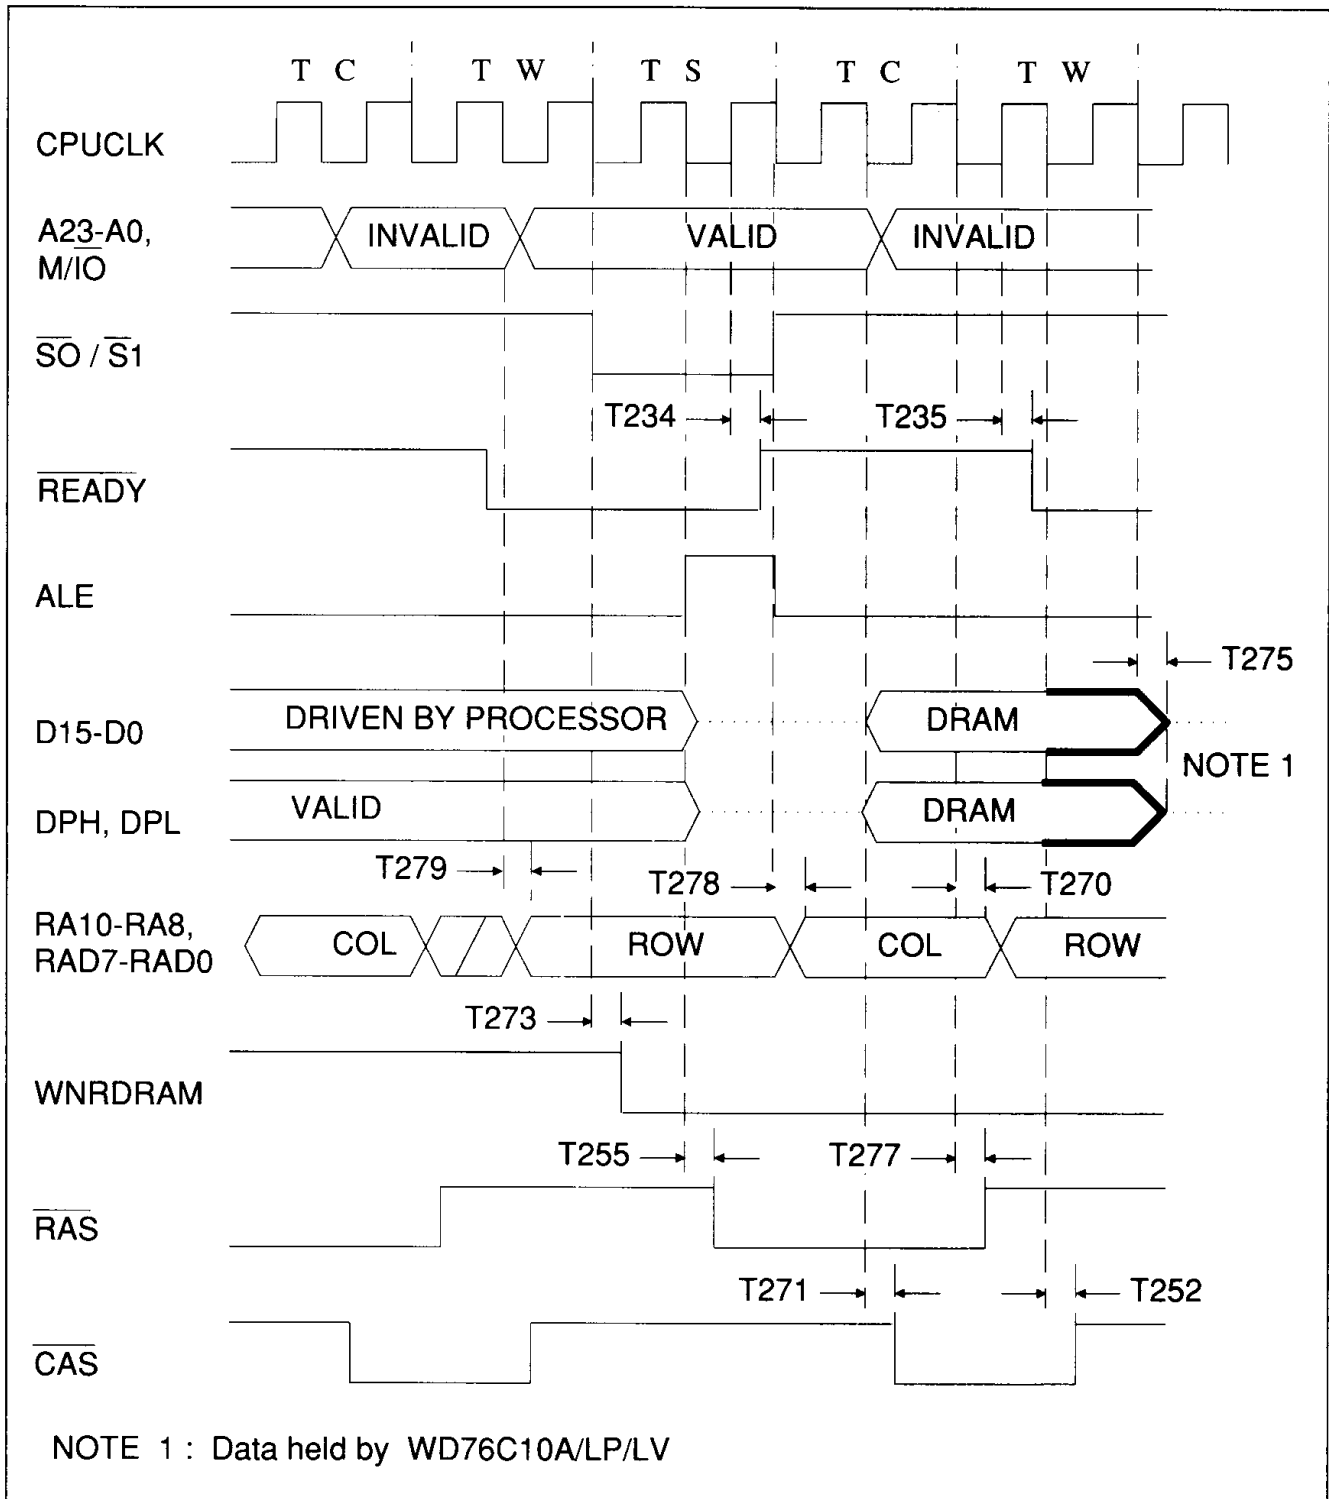 T C T W T S T C T W
CPUCLK
A23-A0,
M/IO
INVALID VALID INVALID
SO / S1
T234 T235
READY
ALE
T275
D15-D0 DRIVEN BY PROCESSOR DRAM
NOTE 1
DPH, DPL VALID DRAM
T279 T278 T270
RA10-RA8,
RAD7-RAD0
COL ROW COL ROW
T273
WNRDRAM
T255 T277
RAS
T271 T252
CAS
NOTE 1 : Data held by WD76C10A/LP/LV